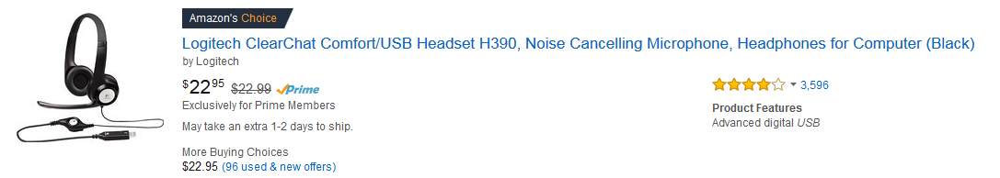 Amazon's Choice
Logitech ClearChat Comfort/USB Headset H390, Noise Cancelling Microphone, Headphones for Computer (Black)
by Logitech
$22 95 $22.99 Prime
Exclusively for Prime Members
May take an extra 1-2 days to ship.
More Buying Choices
$22.95 (96 used & new offers)
3,596
Product Features
Advanced digital USB